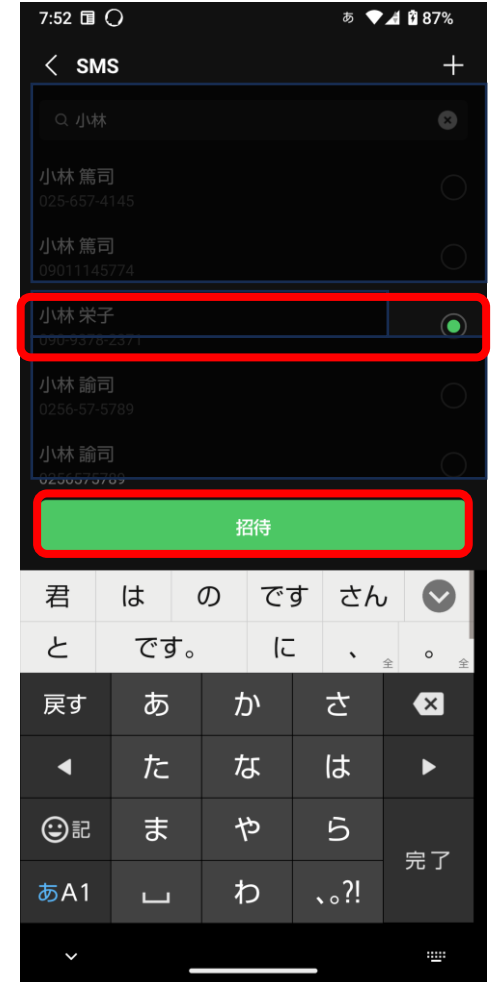 7:52 あ 87%
SMS
小林
小林 篤司
025-657-4145
小林 篤司
09011145774
小林 栄子
090-9378-2371
小林 諭司
0256-57-5789
小林 諭司
0256575789
招待
君 は の です さん
と です。 に 、全 。全
戻す あ か さ
た な は
記 ま や ら
完了
あA1 わ 、。?!